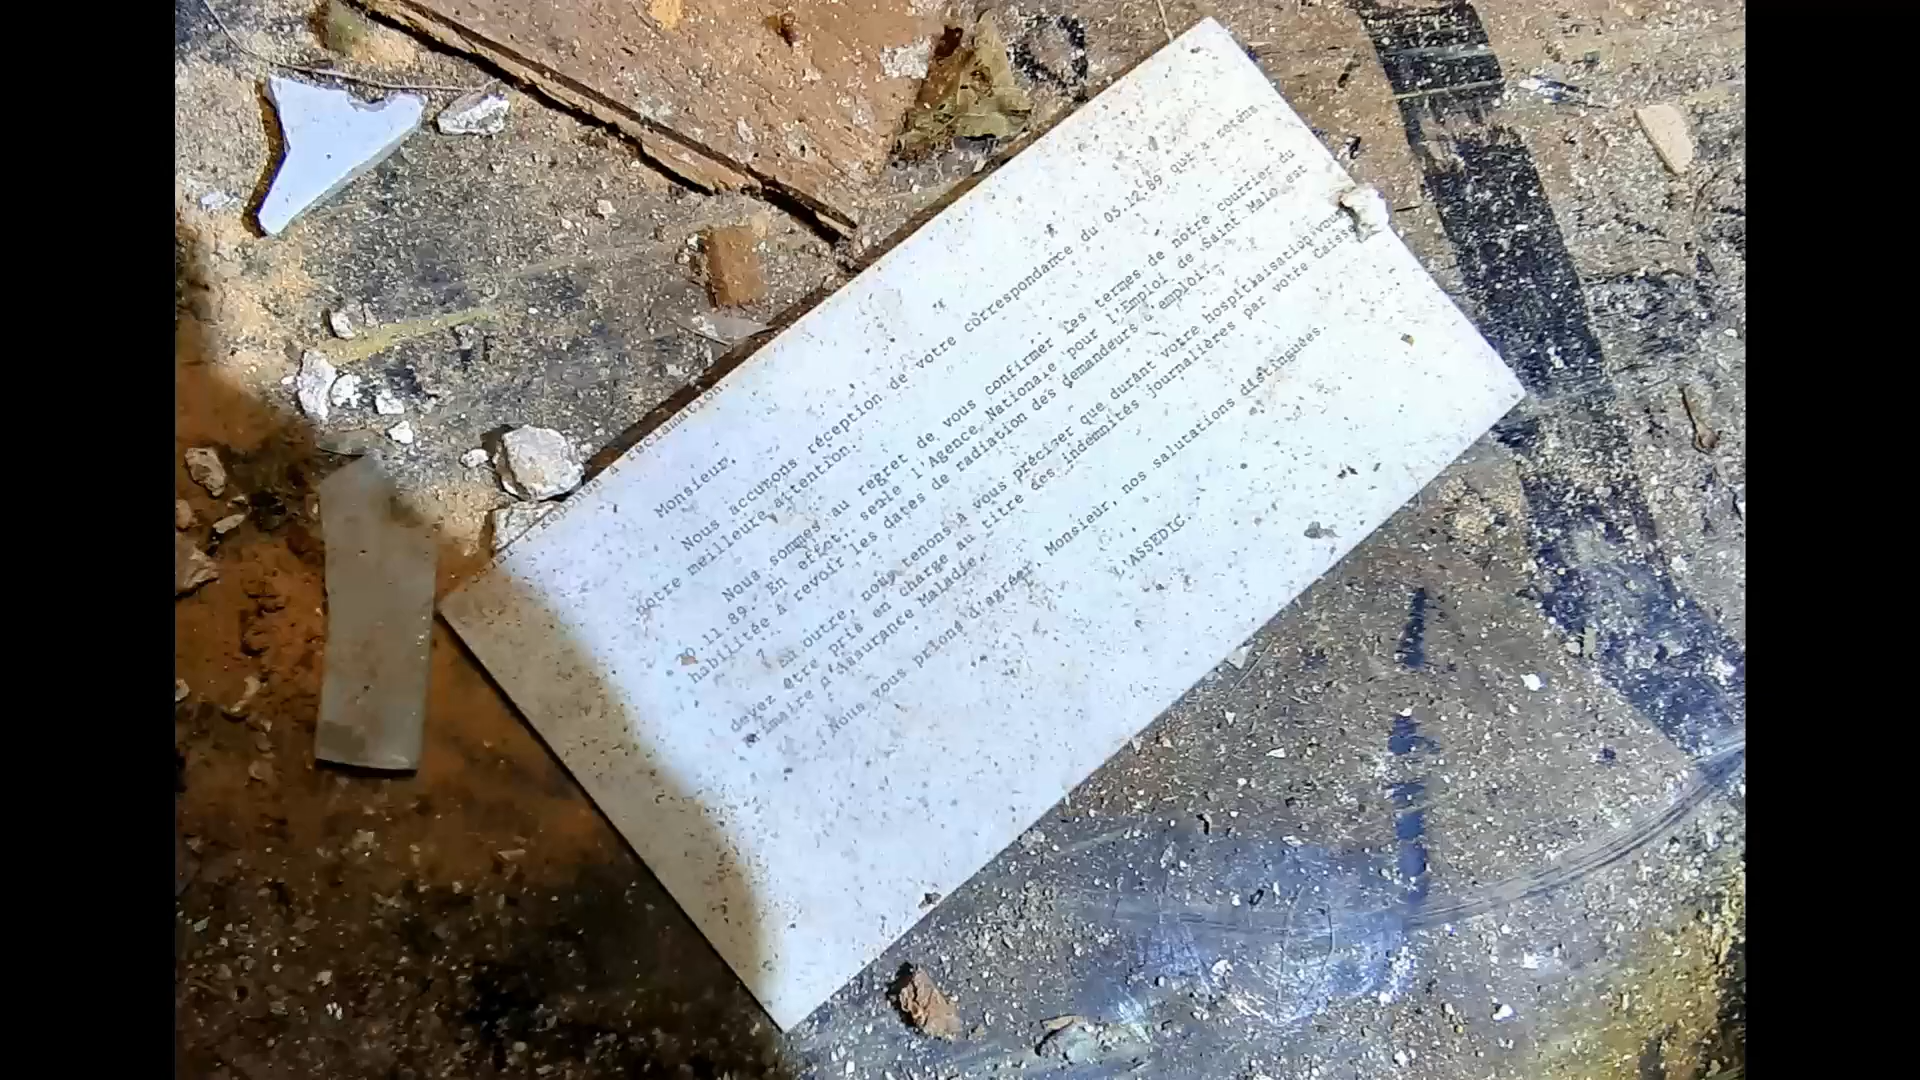 réclamation.
Monsieur,
Nous accusons réception de votre correspondance du 05.12.89 qui a retenu
notre meilleure attention.
Nous sommes au regret de vous confirmer les termes de notre courrier du
.11.89. En effet, seule l'Agence Nationale pour l'Emploi de Saint Malo est
habilitée à revoir les dates de radiation des demandeurs d'emploi.
En outre, nous tenons à vous préciser que durant votre hospitlaisation vous
devez être pris en charge au titre des indemnités journalières par votre Caisse
Primaire d'Assurance Maladie.
Nous vous prions d'agréer, Monsieur, nos salutations distinguées.
L'ASSEDIC.